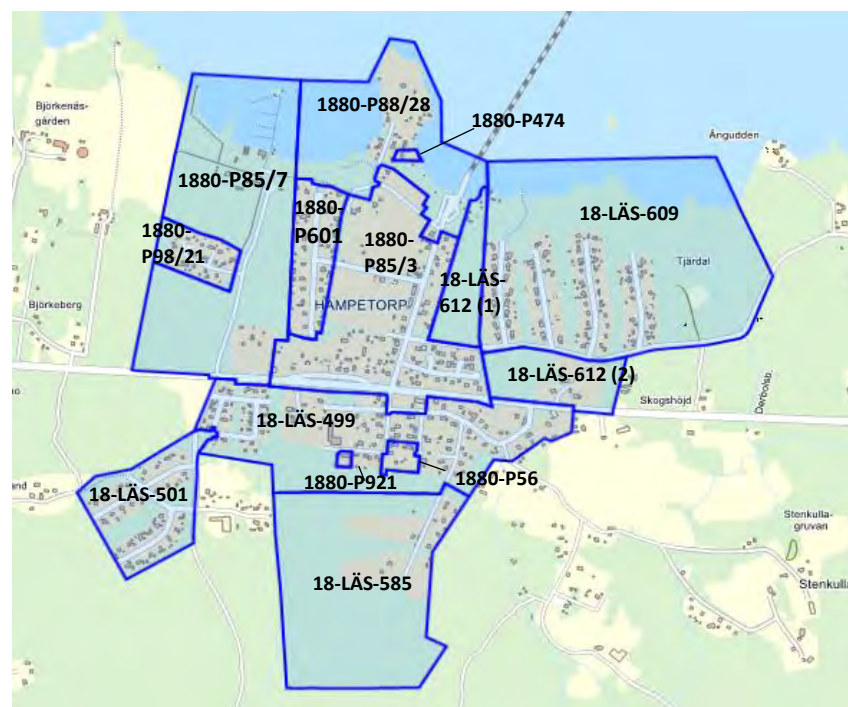 1880-P88/28
Björkenäs-
gården
1880-P474
Ängudden
1880-P85/7
1880-
P601
18-LÄS-609
1880-
P98/21
1880-
P85/3
Tjärdal
18-LÄS-
612 (1)
Björkeberg
HAMPETORP
18-LÄS-612 (2)
Skogshöjd
Derbolsb.
18-LÄS-499
1880-P921
1880-P56
18-LÄS-501
Stenkulla-
gruvan
Stenkulla
18-LÄS-585